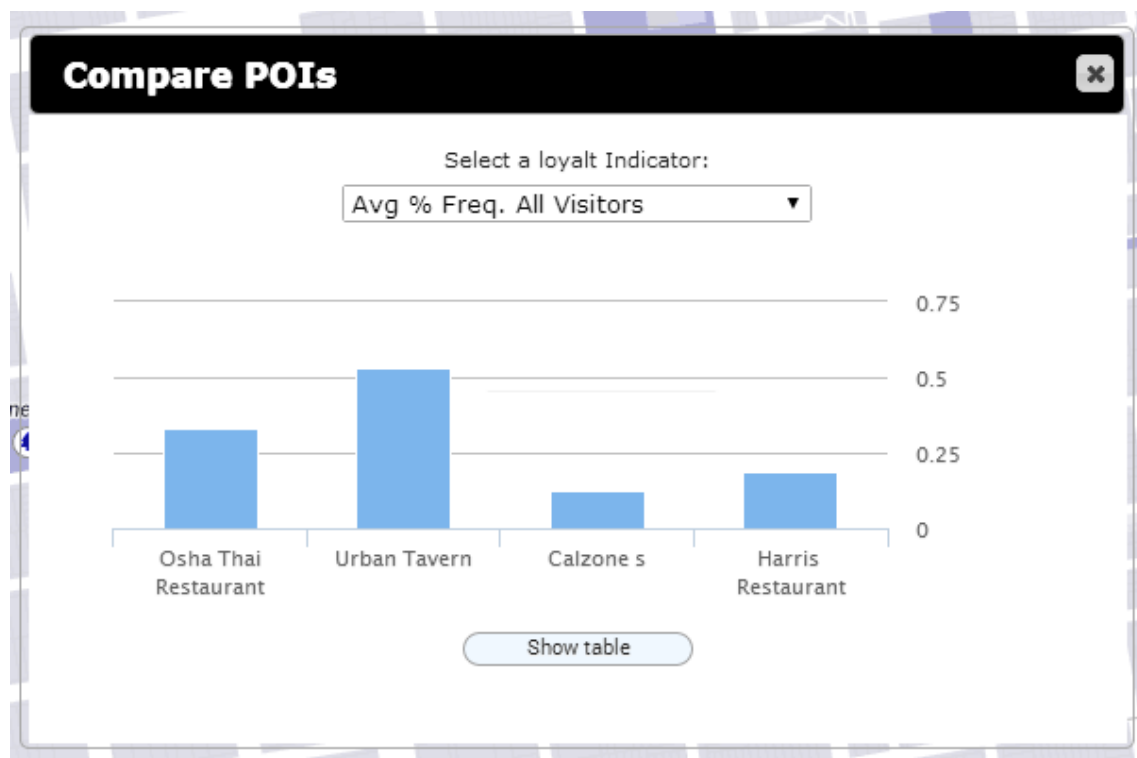 Compare POIs
Select a loyalt Indicator:
Avg % Freq. All Visitors
0.75
0.5
0.25
0
Osha Thai
Restaurant
Urban Tavern
Calzone s
Harris
Restaurant
Show table
ne